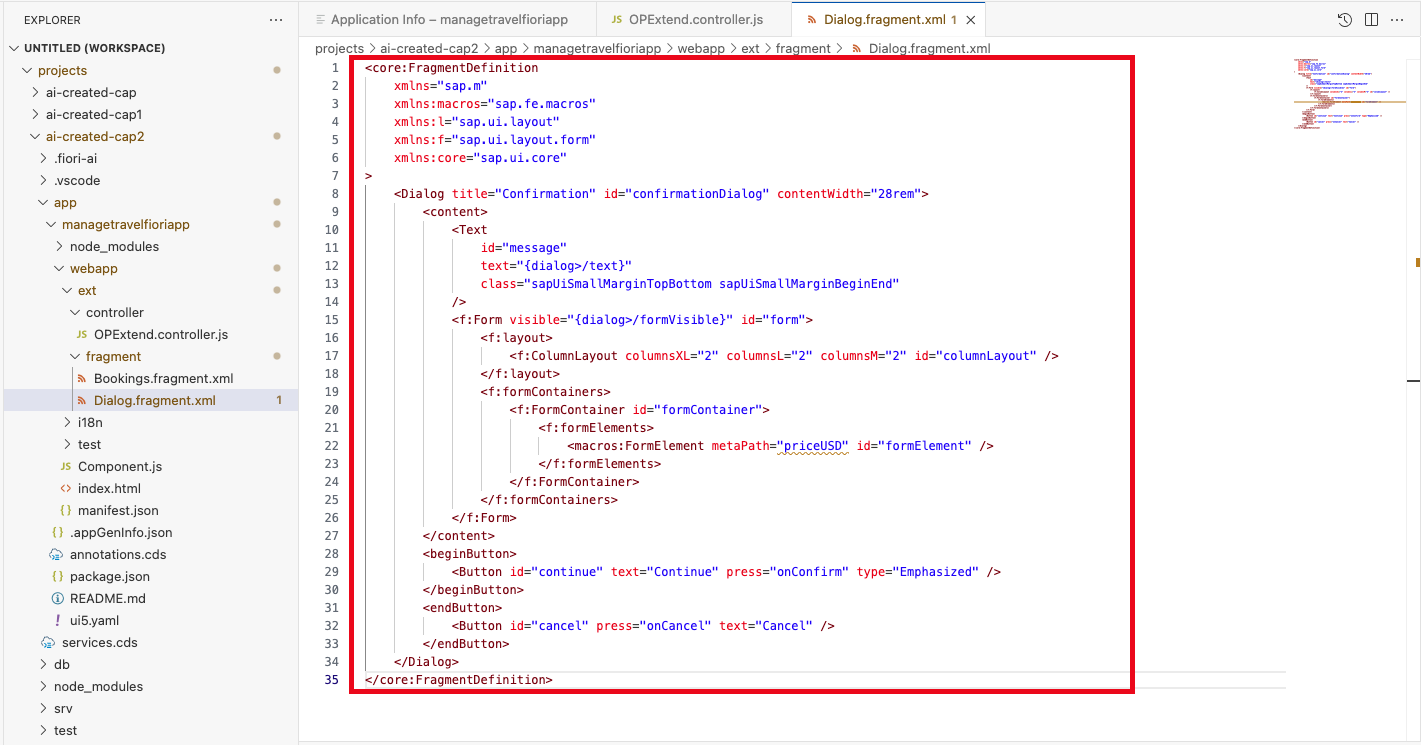 EXPLORER
UNTITLED (WORKSPACE)
projects
ai-created-cap
ai-created-cap1
ai-created-cap2
.fiori-ai
.vscode
app
managetravelfioriapp
node_modules
webapp
ext
controller
JS OPExtend.controller.js
fragment
Bookings.fragment.xml
Dialog.fragment.xml 1
i18n
test
JS Component.js
<> index.html
{} manifest.json
{} .appGenInfo.json
annotations.cds
{} package.json
README.md
! ui5.yaml
services.cds
db
node_modules
srv
test
Application Info – managetravelfioriapp
JS OPExtend.controller.js
Dialog.fragment.xml 1
projects > ai-created-cap2 > app > managetravelfioriapp > webapp > ext > fragment > Dialog.fragment.xml
1 <core:FragmentDefinition
2 xmlns="sap.m"
3 xmlns:macros="sap.fe.macros"
4 xmlns:l="sap.ui.layout"
5 xmlns:f="sap.ui.layout.form"
6 xmlns:core="sap.ui.core"
7 >
8 <Dialog title="Confirmation" id="confirmationDialog" contentWidth="28rem">
9 <content>
10 <Text
11 id="message"
12 text="{dialog>/text}"
13 class="sapUiSmallMarginTopBottom sapUiSmallMarginBeginEnd"
14 />
15 <f:Form visible="{dialog>/formVisible}" id="form">
16 <f:layout>
17 <f:ColumnLayout columnsXL="2" columnsL="2" columnsM="2" id="columnLayout" />
18 </f:layout>
19 <f:formContainers>
20 <f:FormContainer id="formContainer">
21 <f:formElements>
22 <macros:FormElement metaPath="priceUSD" id="formElement" />
23 </f:formElements>
24 </f:FormContainer>
25 </f:formContainers>
26 </f:Form>
27 </content>
28 <beginButton>
29 <Button id="continue" text="Continue" press="onConfirm" type="Emphasized" />
30 </beginButton>
31 <endButton>
32 <Button id="cancel" press="onCancel" text="Cancel" />
33 </endButton>
34 </Dialog>
35 </core:FragmentDefinition>